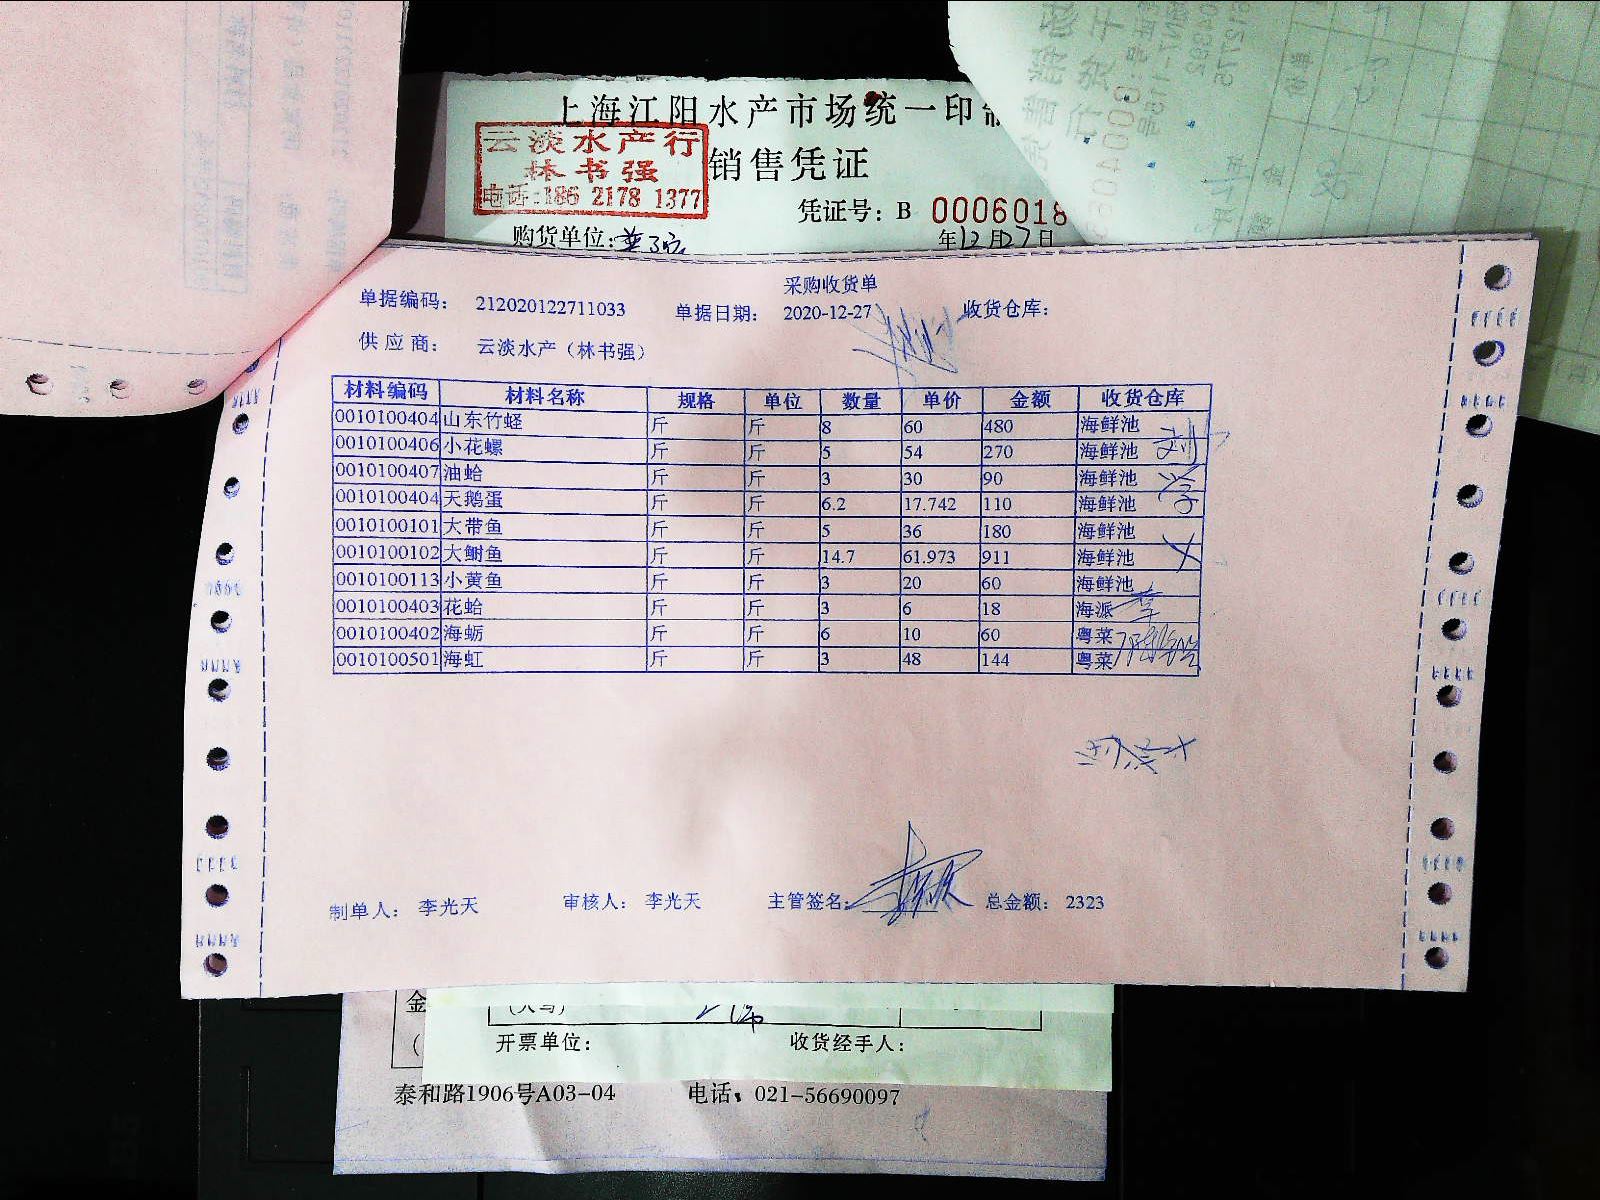 上海江阳水产市场统一印制
云淡水产行
林书强
电话:186 2178 1377
销售凭证
凭证号：B 0006018
购货单位:
年12月27日
采购收货单
单据编码： 212020122711033 单据日期： 2020-12-27 收货仓库：
供应商： 云淡水产（林书强）
材料编码 材料名称 规格 单位 数量 单价 金额 收货仓库
0010100404 山东竹蛏 斤 斤 8 60 480 海鲜池
0010100406 小花螺 斤 斤 5 54 270 海鲜池
0010100407 油蛤 斤 斤 3 30 90 海鲜池
0010100404 天鹅蛋 斤 斤 6.2 17.742 110 海鲜池
0010100101 大带鱼 斤 斤 5 36 180 海鲜池
0010100102 大鲥鱼 斤 斤 14.7 61.973 911 海鲜池
0010100113 小黄鱼 斤 斤 3 20 60 海鲜池
0010100403 花蛤 斤 斤 3 6 18 海派
0010100402 海蛎 斤 斤 6 10 60 粤菜
0010100501 海虹 斤 斤 3 48 144 粤菜
制单人： 李光天 审核人： 李光天 主管签名： 总金额： 2323
金 (大写)
开票单位： 收货经手人：
泰和路1906号A03-04 电话：021-56690097